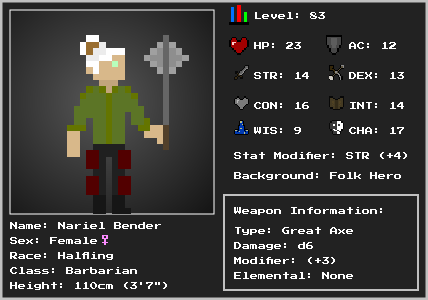 Level: 83
HP: 23 AC: 12
STR: 14 DEX: 13
CON: 16 INT: 14
WIS: 9 CHA: 17
Stat Modifier: STR (+4)
Background: Folk Hero
Name: Nariel Bender
Sex: Female♀
Race: Halfling
Class: Barbarian
Height: 110cm (3'7")
Weapon Information:
Type: Great Axe
Damage: d6
Modifier: (+3)
Elemental: None